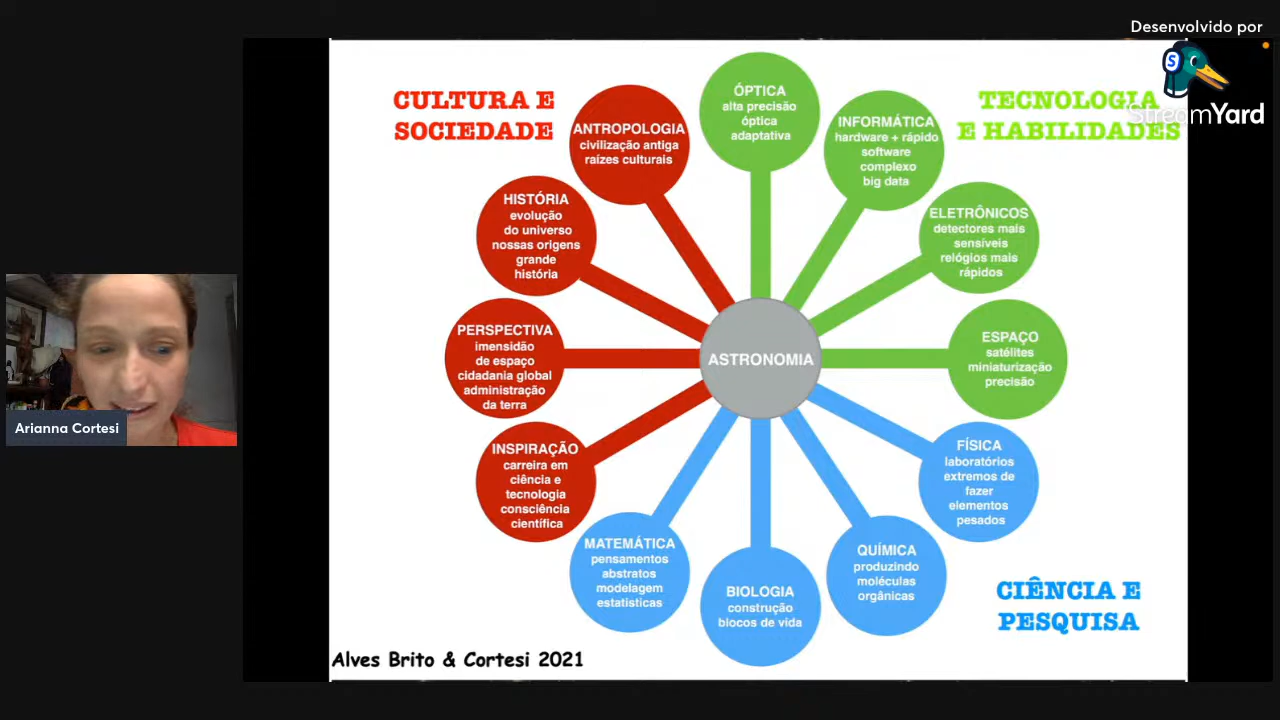 Desenvolvido por
StreamYard
S
CULTURA E
SOCIEDADE
TECNOLOGIA
E HABILIDADES
ÓPTICA
alta precisão
óptica
adaptativa
INFORMÁTICA
hardware + rápido
software
complexo
big data
ELETRÔNICOS
detectores mais
sensíveis
relógios mais
rápidos
ESPAÇO
satélites
miniaturização
precisão
FÍSICA
laboratórios
extremos de
fazer
elementos
pesados
QUÍMICA
produzindo
moléculas
orgânicas
BIOLOGIA
construção
blocos de vida
MATEMÁTICA
pensamentos
abstratos
modelagem
estatisticas
INSPIRAÇÃO
carreira em
ciência e
tecnologia
consciência
científica
PERSPECTIVA
imensidão
de espaço
cidadania global
administração
da terra
HISTÓRIA
evolução
do universo
nossas origens
grande
história
ANTROPOLOGIA
civilização antiga
raízes culturais
ASTRONOMIA
CIÊNCIA E
PESQUISA
Alves Brito & Cortesi 2021
Arianna Cortesi